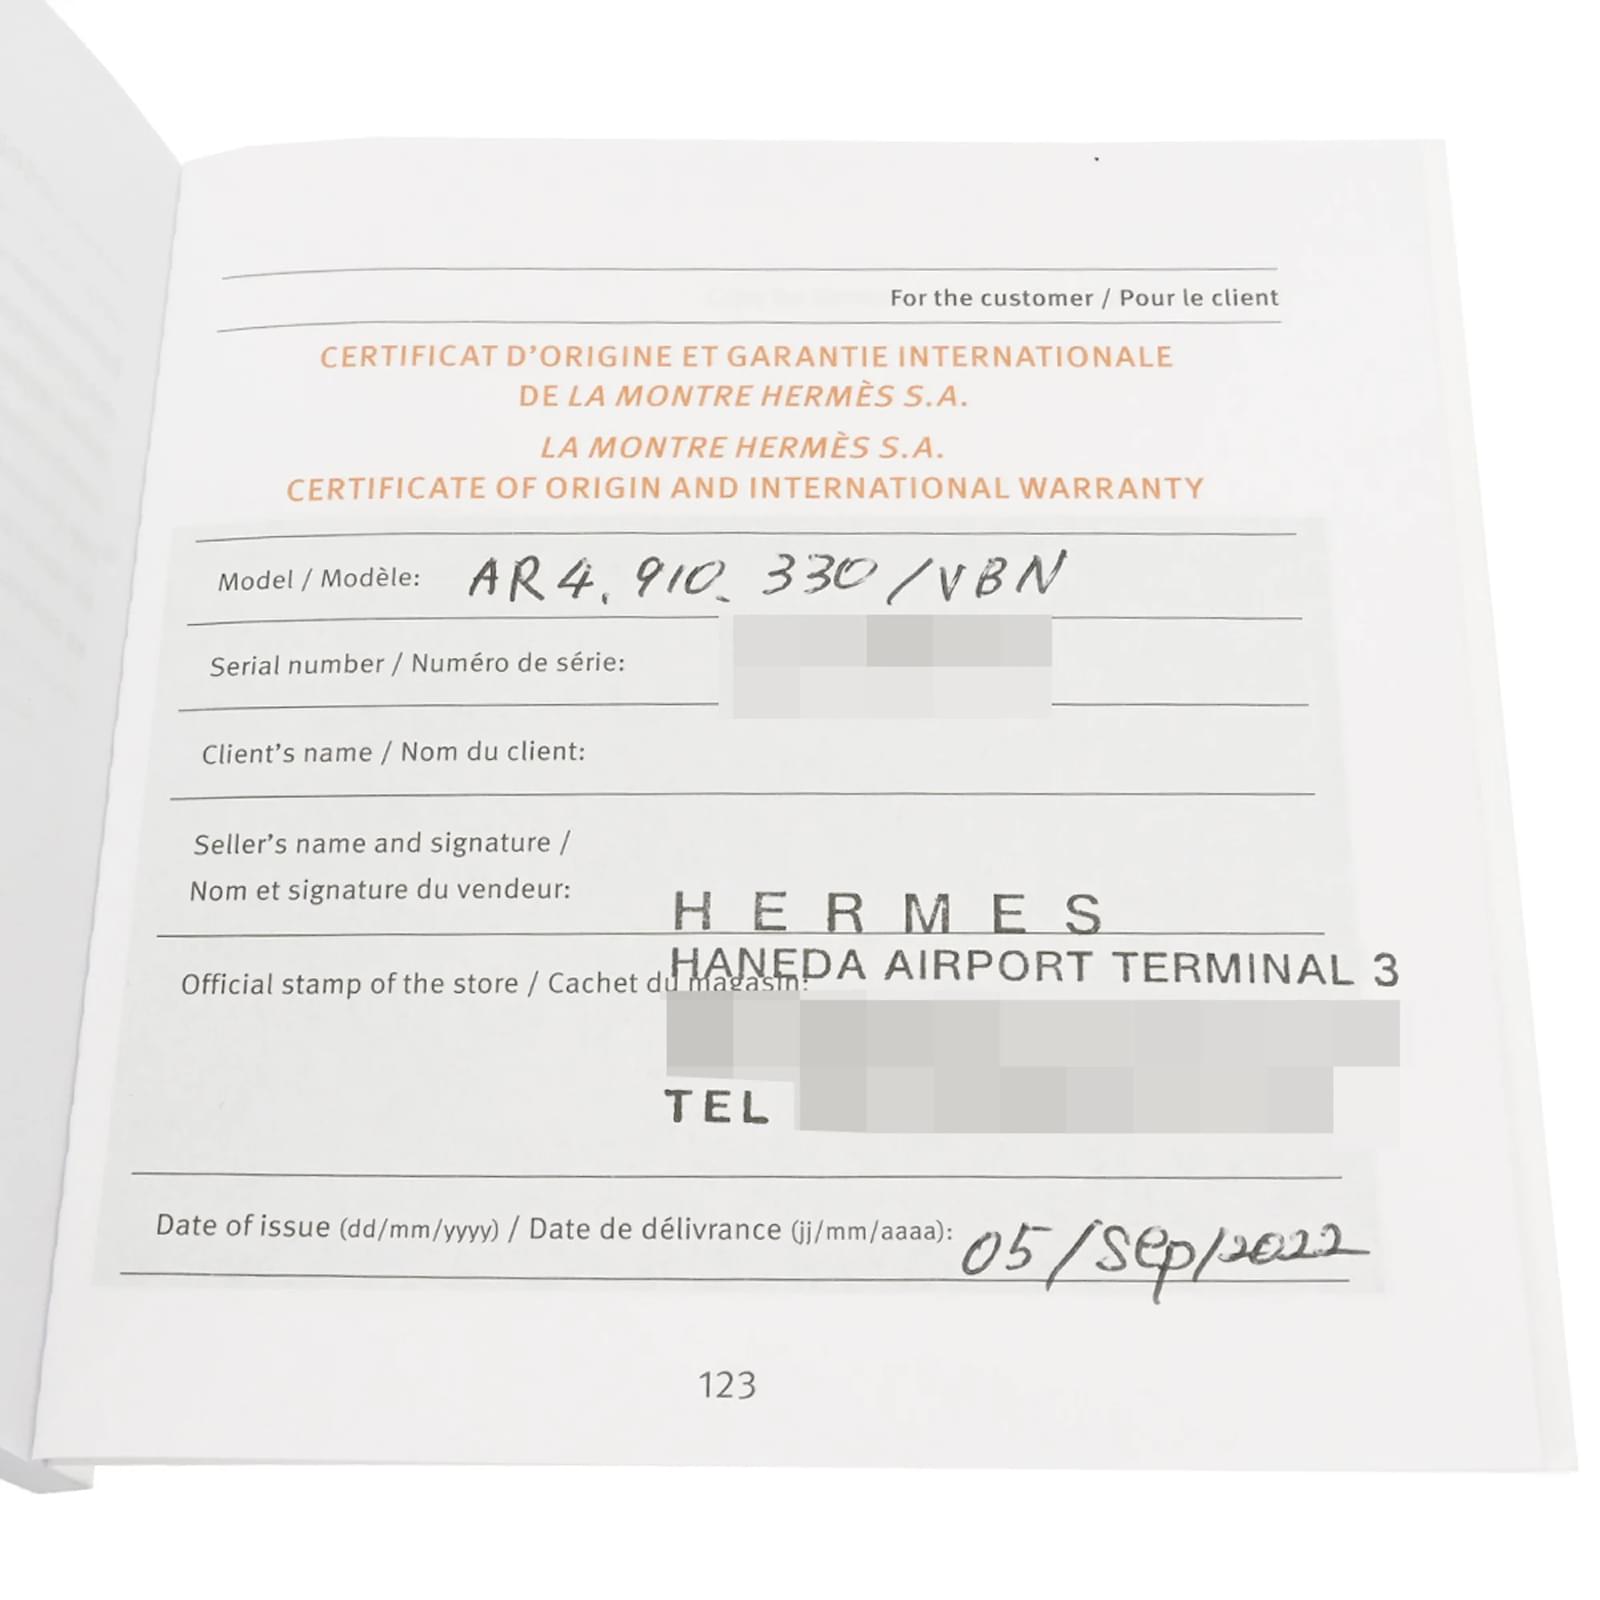 For the customer / Pour le client
CERTIFICAT D'ORIGINE ET GARANTIE INTERNATIONALE
DE LA MONTRE HERMÈS S.A.
LA MONTRE HERMÈS S.A.
CERTIFICATE OF ORIGIN AND INTERNATIONAL WARRANTY
Model / Modèle: AR4.910.330/VBN
Serial number / Numéro de série:
Client's name / Nom du client:
Seller's name and signature /
Nom et signature du vendeur:
HERMES
HANEDA AIRPORT TERMINAL 3
Official stamp of the store / Cachet du magasin:
TEL
Date of issue (dd/mm/yyyy) / Date de délivrance (jj/mm/aaaa): 05/Sep/2022
123